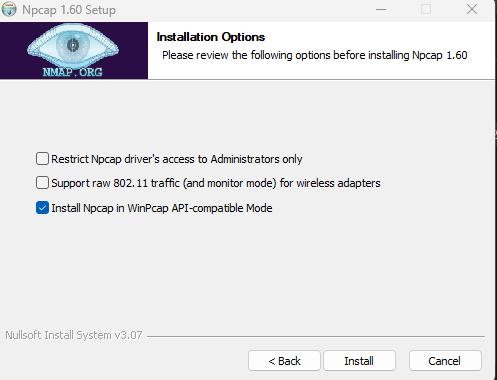 Npcap 1.60 Setup
NMAP.ORG
Installation Options
Please review the following options before installing Npcap 1.60
Restrict Npcap driver's access to Administrators only
Support raw 802.11 traffic (and monitor mode) for wireless adapters
Install Npcap in WinPcap API-compatible Mode
Nullsoft Install System v3.07
< Back
Install
Cancel